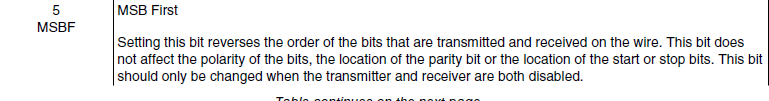 5
MSBF
MSB First
Setting this bit reverses the order of the bits that are transmitted and received on the wire. This bit does
not affect the polarity of the bits, the location of the parity bit or the location of the start or stop bits. This bit
should only be changed when the transmitter and receiver are both disabled.
Table continues on the next page